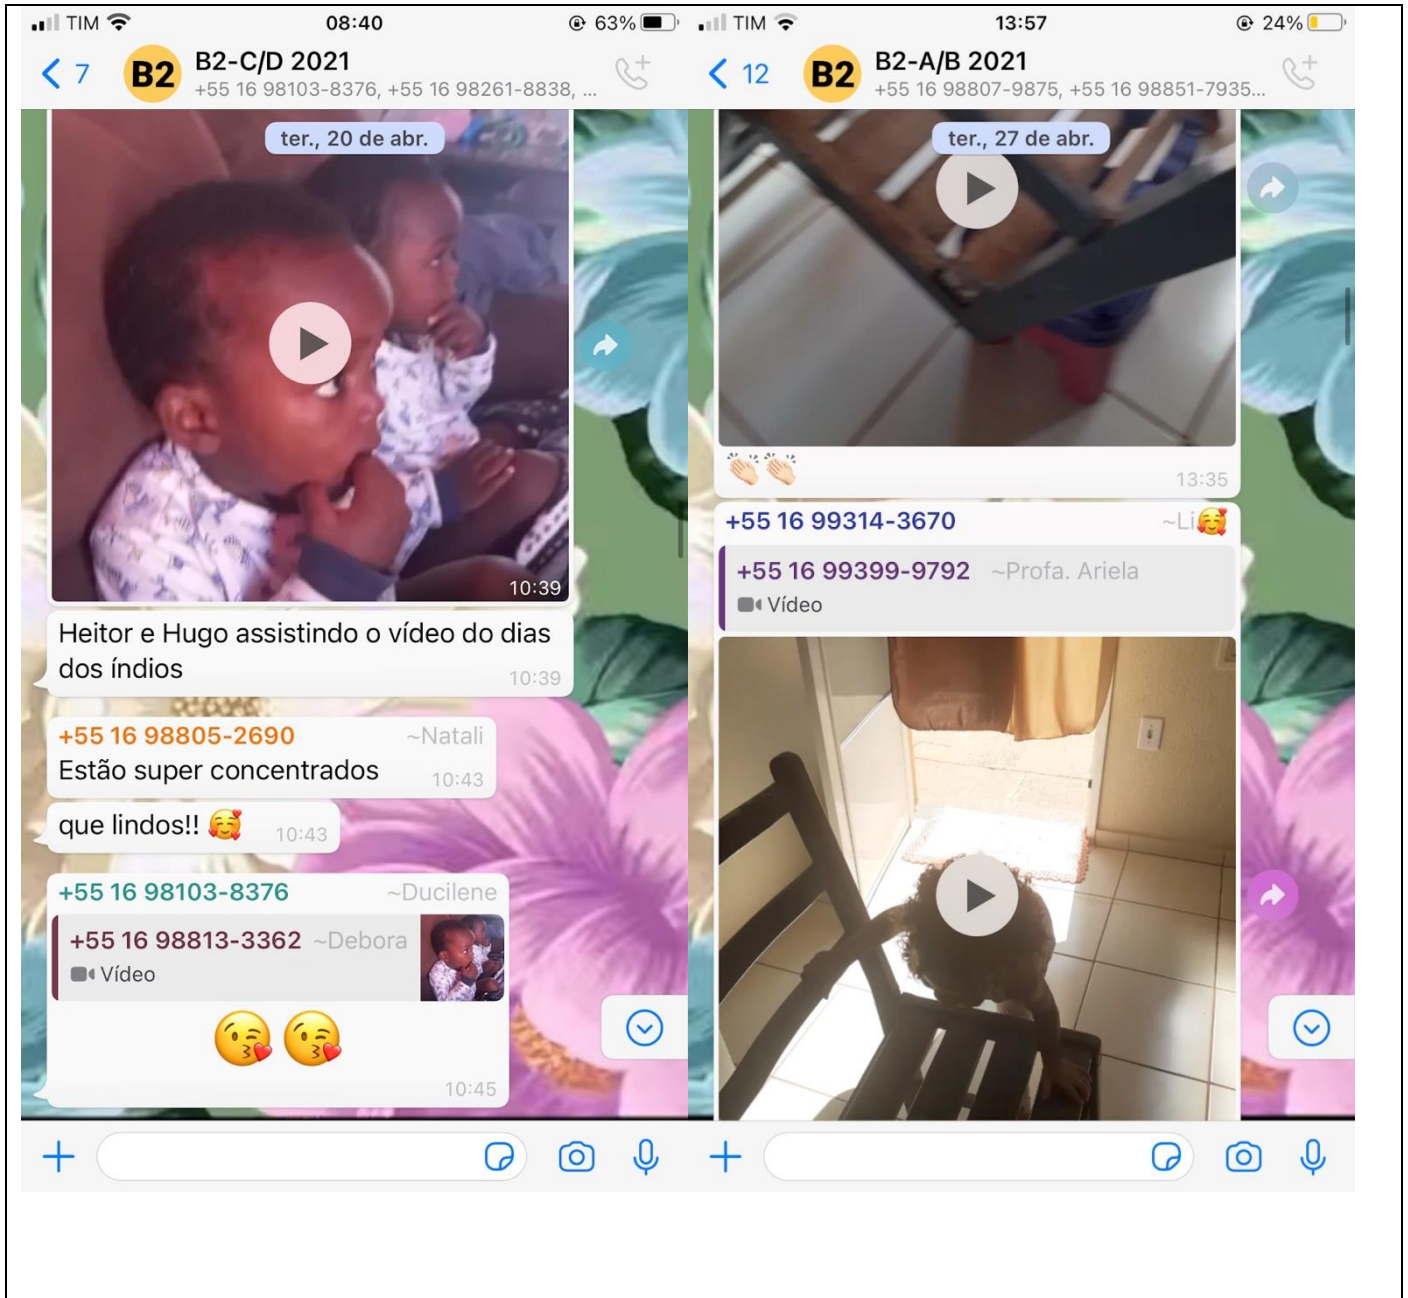 TIM 08:40 63%
7 B2 B2-C/D 2021
+55 16 98103-8376, +55 16 98261-8838, ...
ter., 20 de abr.
10:39
Heitor e Hugo assistindo o vídeo do dias
dos índios
10:39
+55 16 98805-2690 ~Natali
Estão super concentrados 10:43
que lindos!! 🥰 10:43
+55 16 98103-8376 ~Ducilene
+55 16 98813-3362 ~Debora
Vídeo
😘😘
10:45
TIM 13:57 24%
12 B2 B2-A/B 2021
+55 16 98807-9875, +55 16 98851-7935...
ter., 27 de abr.
👏🏻👏🏻 13:35
+55 16 99314-3670 ~Li🥰
+55 16 99399-9792 ~Profa. Ariela
Vídeo